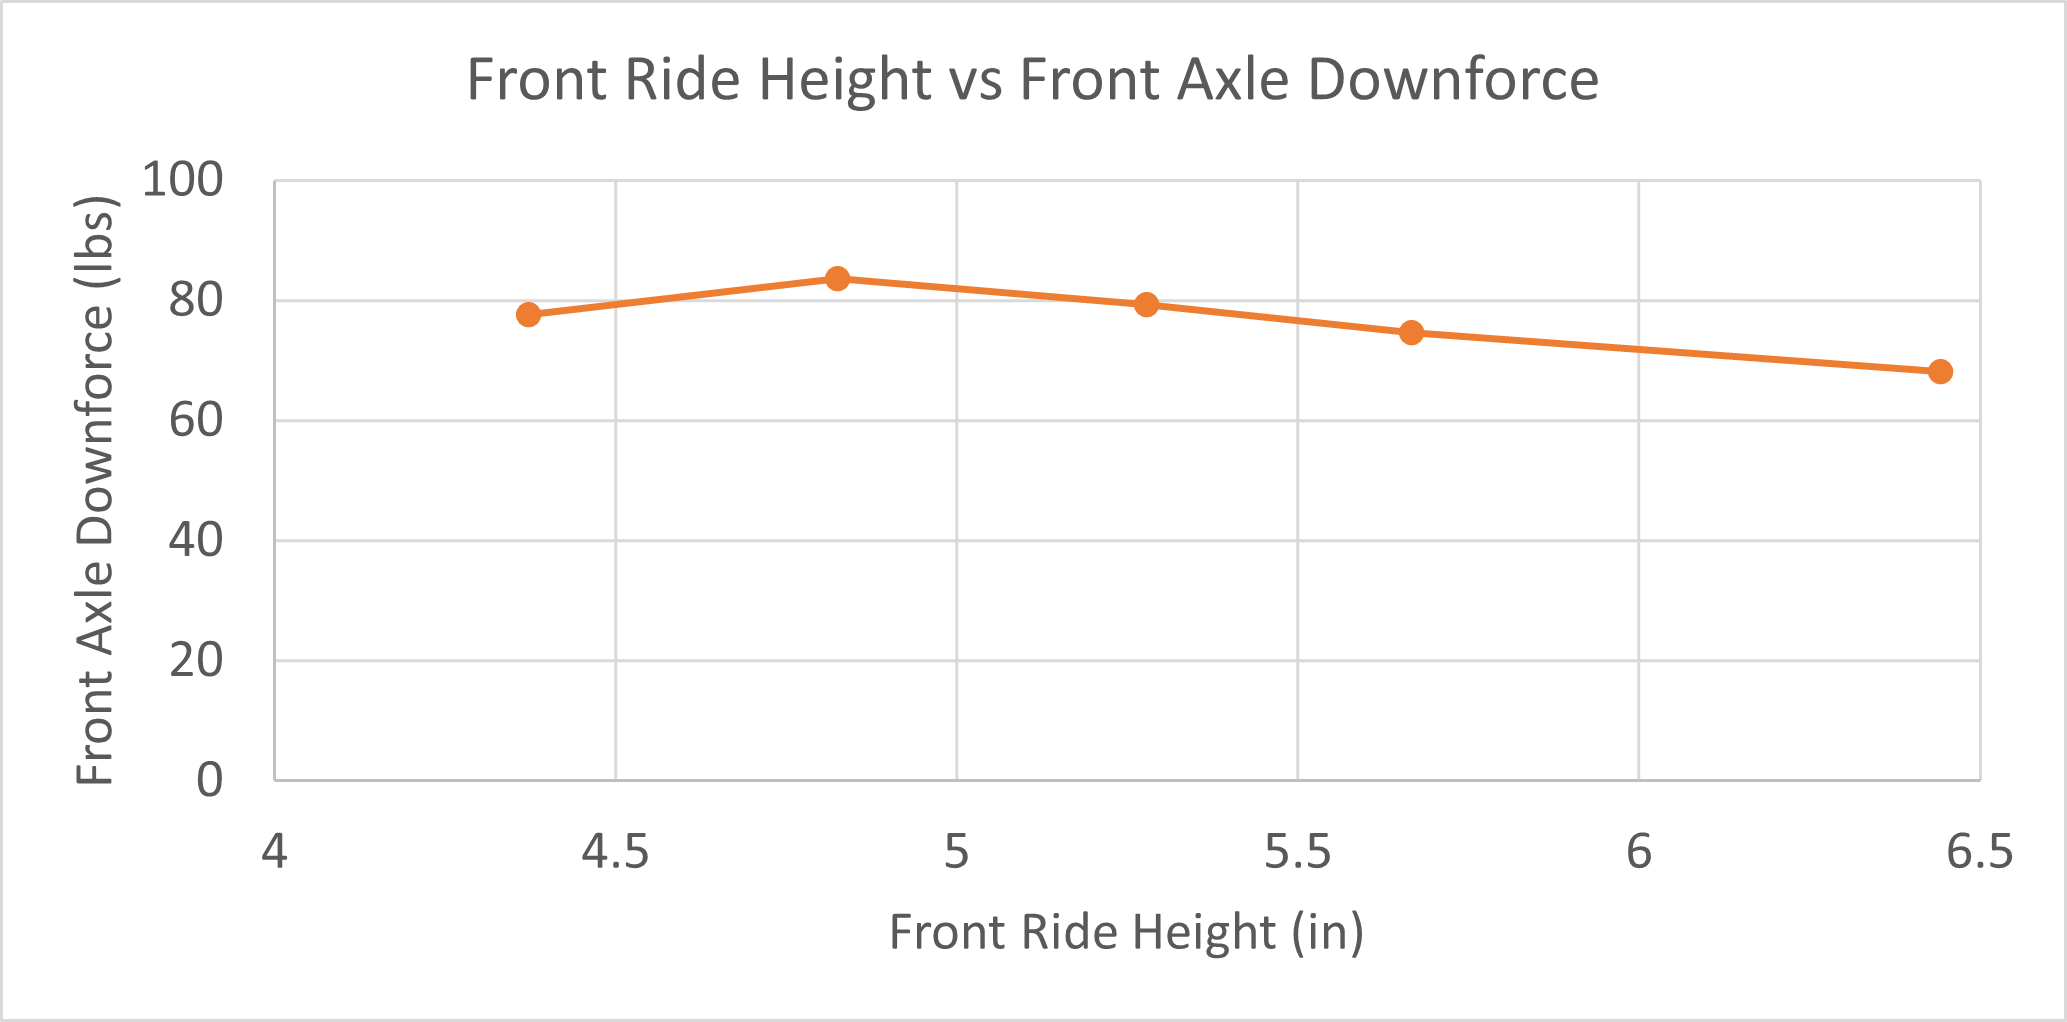 Front Ride Height vs Front Axle Downforce
Front Axle Downforce (lbs)
100
80
60
40
20
0
4 4.5 5 5.5 6 6.5
Front Ride Height (in)